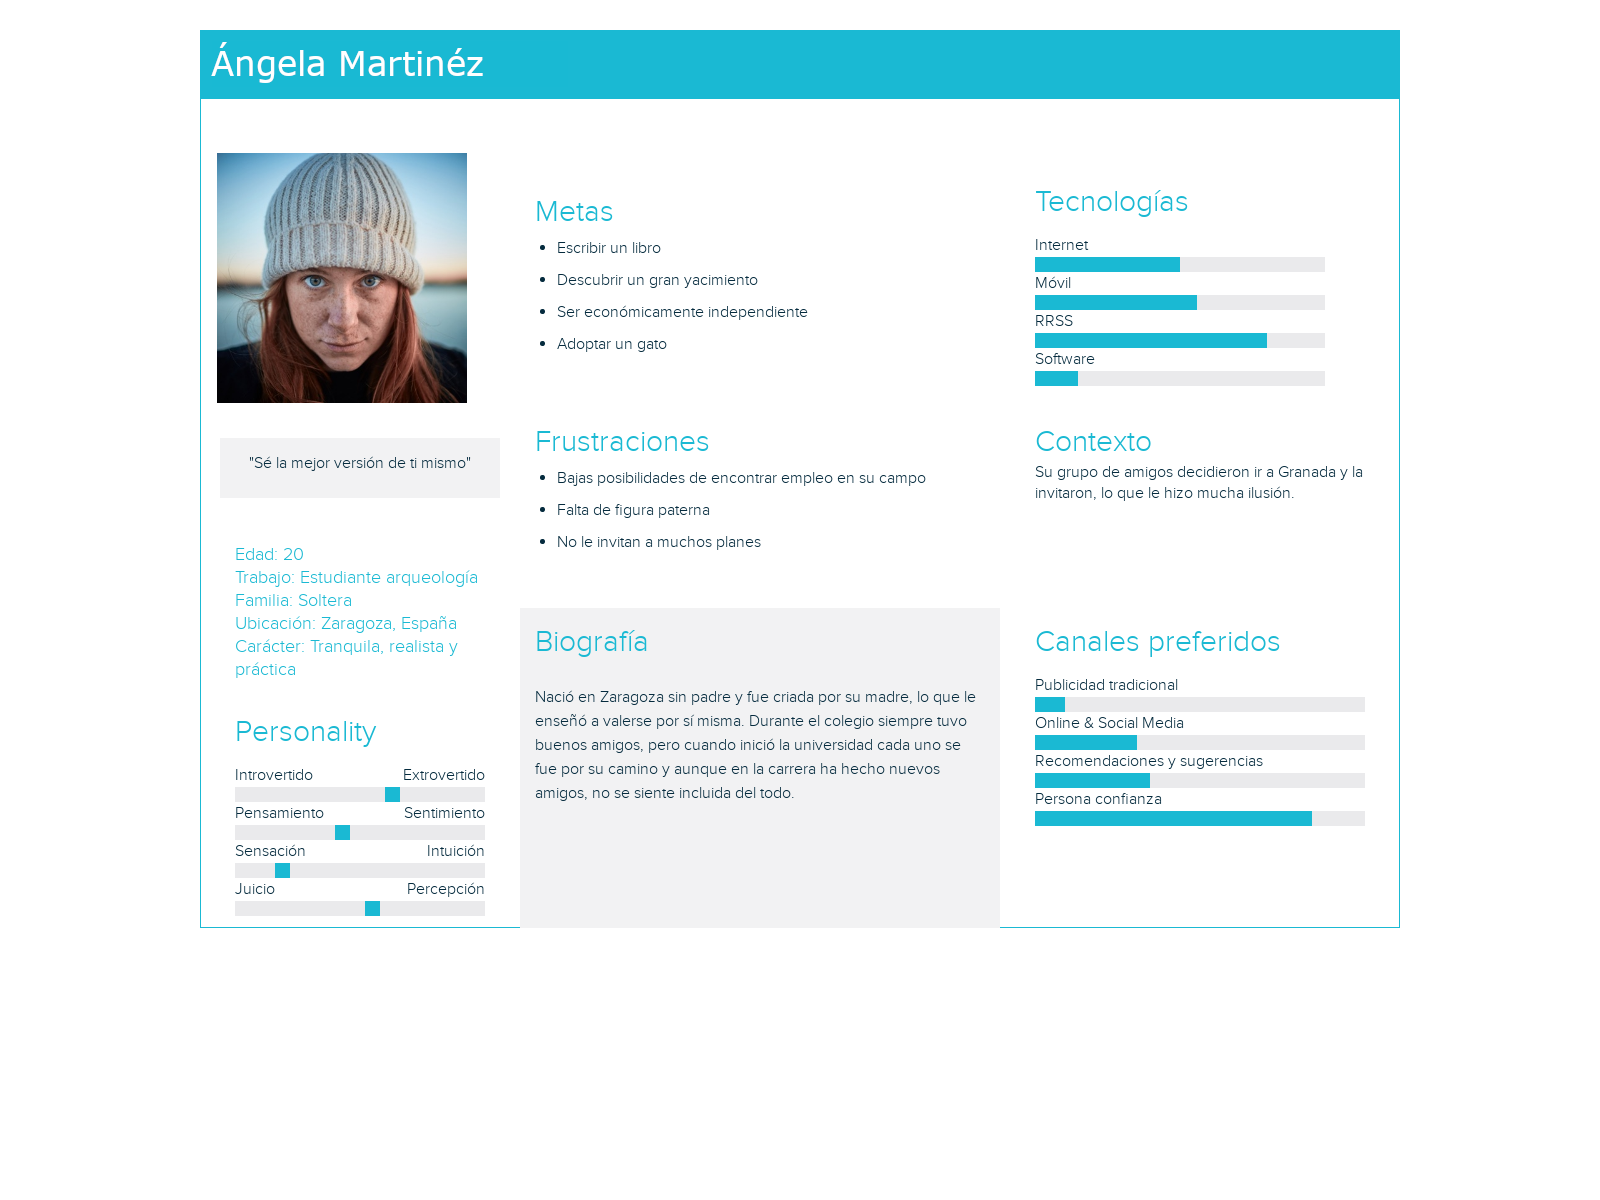 Ángela Martinéz
"Sé la mejor versión de ti mismo"
Edad: 20
Trabajo: Estudiante arqueología
Familia: Soltera
Ubicación: Zaragoza, España
Carácter: Tranquila, realista y
práctica
Personality
Introvertido Extrovertido
Pensamiento Sentimiento
Sensación Intuición
Juicio Percepción
Metas
Escribir un libro
Descubrir un gran yacimiento
Ser económicamente independiente
Adoptar un gato
Frustraciones
Bajas posibilidades de encontrar empleo en su campo
Falta de figura paterna
No le invitan a muchos planes
Biografía
Nació en Zaragoza sin padre y fue criada por su madre, lo que le
enseñó a valerse por sí misma. Durante el colegio siempre tuvo
buenos amigos, pero cuando inició la universidad cada uno se
fue por su camino y aunque en la carrera ha hecho nuevos
amigos, no se siente incluida del todo.
Tecnologías
Internet
Móvil
RRSS
Software
Contexto
Su grupo de amigos decidieron ir a Granada y la
invitaron, lo que le hizo mucha ilusión.
Canales preferidos
Publicidad tradicional
Online & Social Media
Recomendaciones y sugerencias
Persona confianza